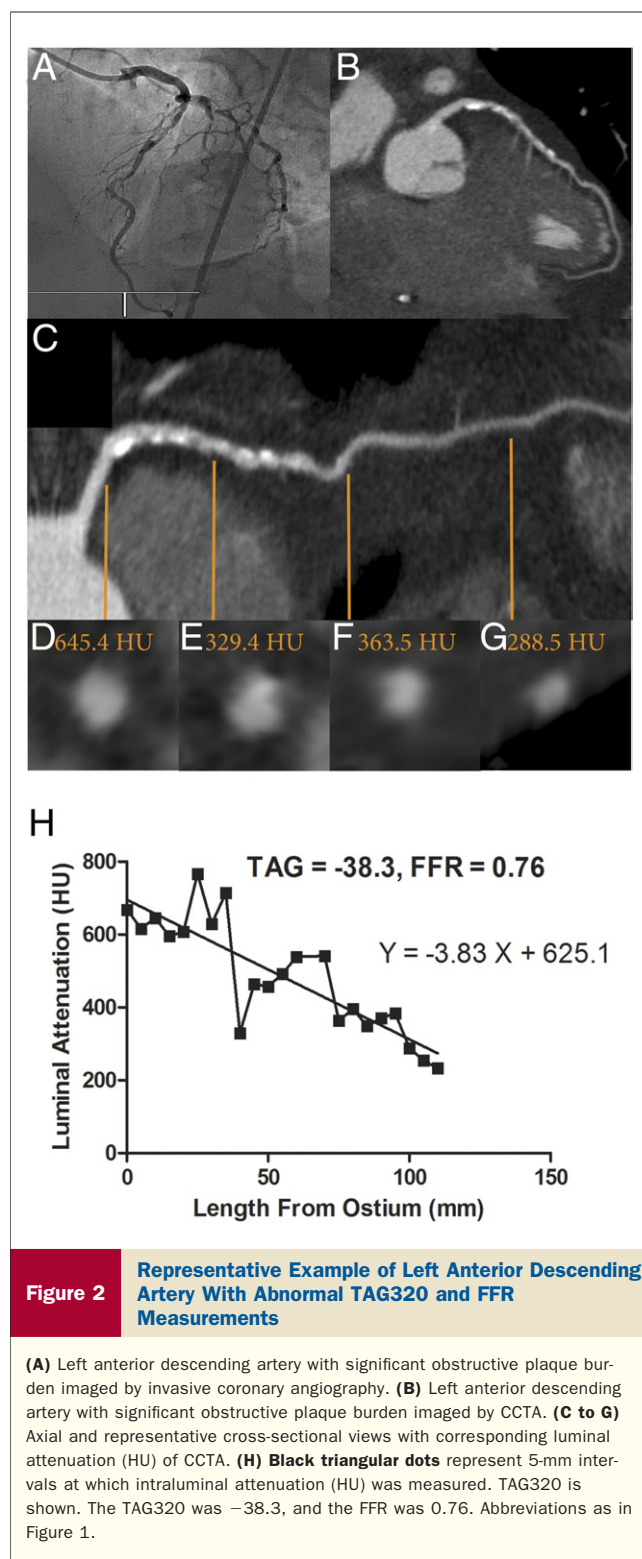 A
B
C
D 645.4 HU
E 329.4 HU
F 363.5 HU
G 288.5 HU
H
TAG = -38.3, FFR = 0.76
Y = -3.83 X + 625.1
Luminal Attenuation (HU)
800
600
400
200
0
0 50 100 150
Length From Ostium (mm)
Figure 2
Representative Example of Left Anterior Descending
Artery With Abnormal TAG320 and FFR
Measurements
(A) Left anterior descending artery with significant obstructive plaque bur-
den imaged by invasive coronary angiography. (B) Left anterior descending
artery with significant obstructive plaque burden imaged by CCTA. (C to G)
Axial and representative cross-sectional views with corresponding luminal
attenuation (HU) of CCTA. (H) Black triangular dots represent 5-mm inter-
vals at which intraluminal attenuation (HU) was measured. TAG320 is
shown. The TAG320 was −38.3, and the FFR was 0.76. Abbreviations as in
Figure 1.